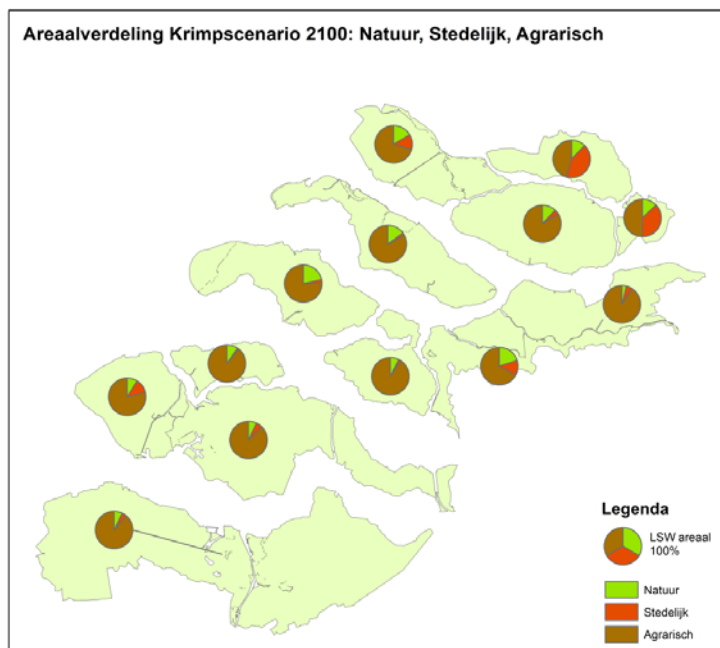 Areaalverdeling Krimpscenario 2100: Natuur, Stedelijk, Agrarisch
Legenda
LSW areaal
100%
Natuur
Stedelijk
Agrarisch